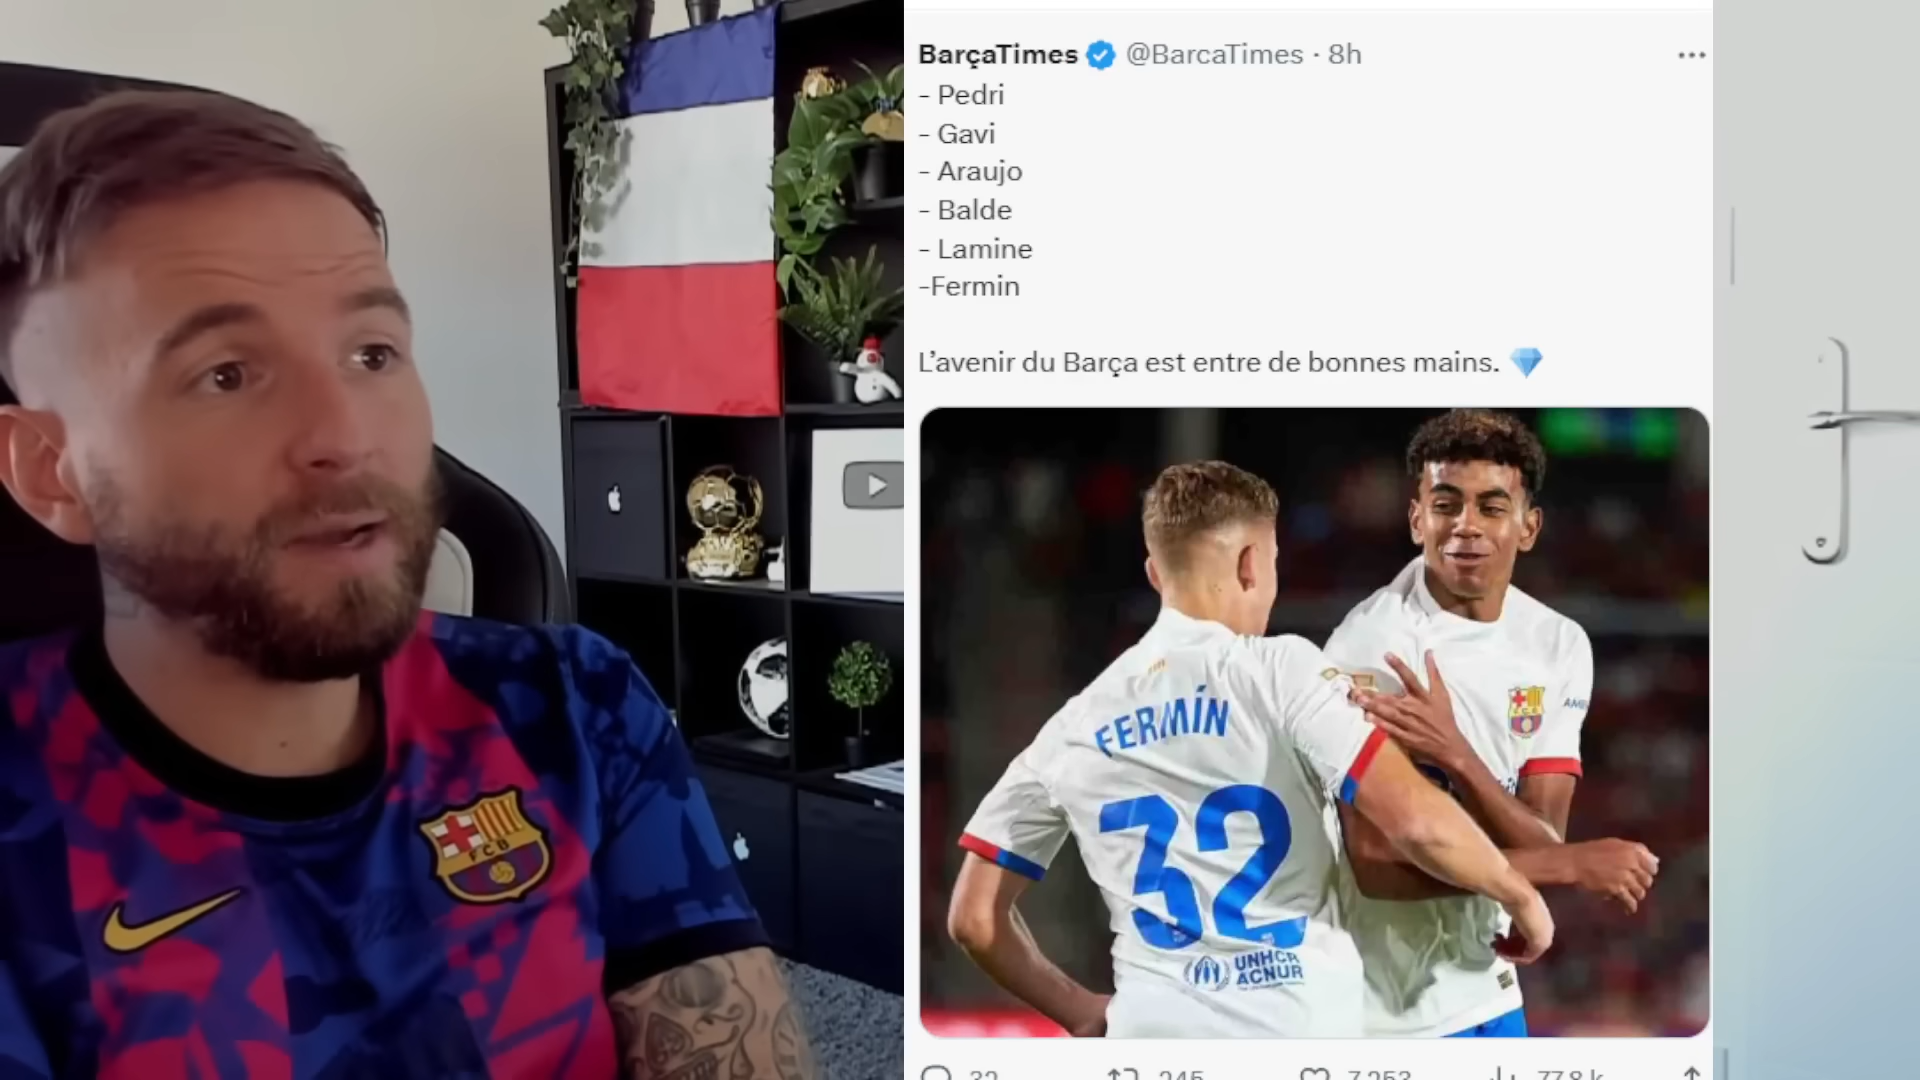 BarçaTimes @BarcaTimes · 8h
- Pedri
- Gavi
- Araujo
- Balde
- Lamine
-Fermin
L’avenir du Barça est entre de bonnes mains. 💎
FERMÍN
32
UNHCR
ACNUR
FCB